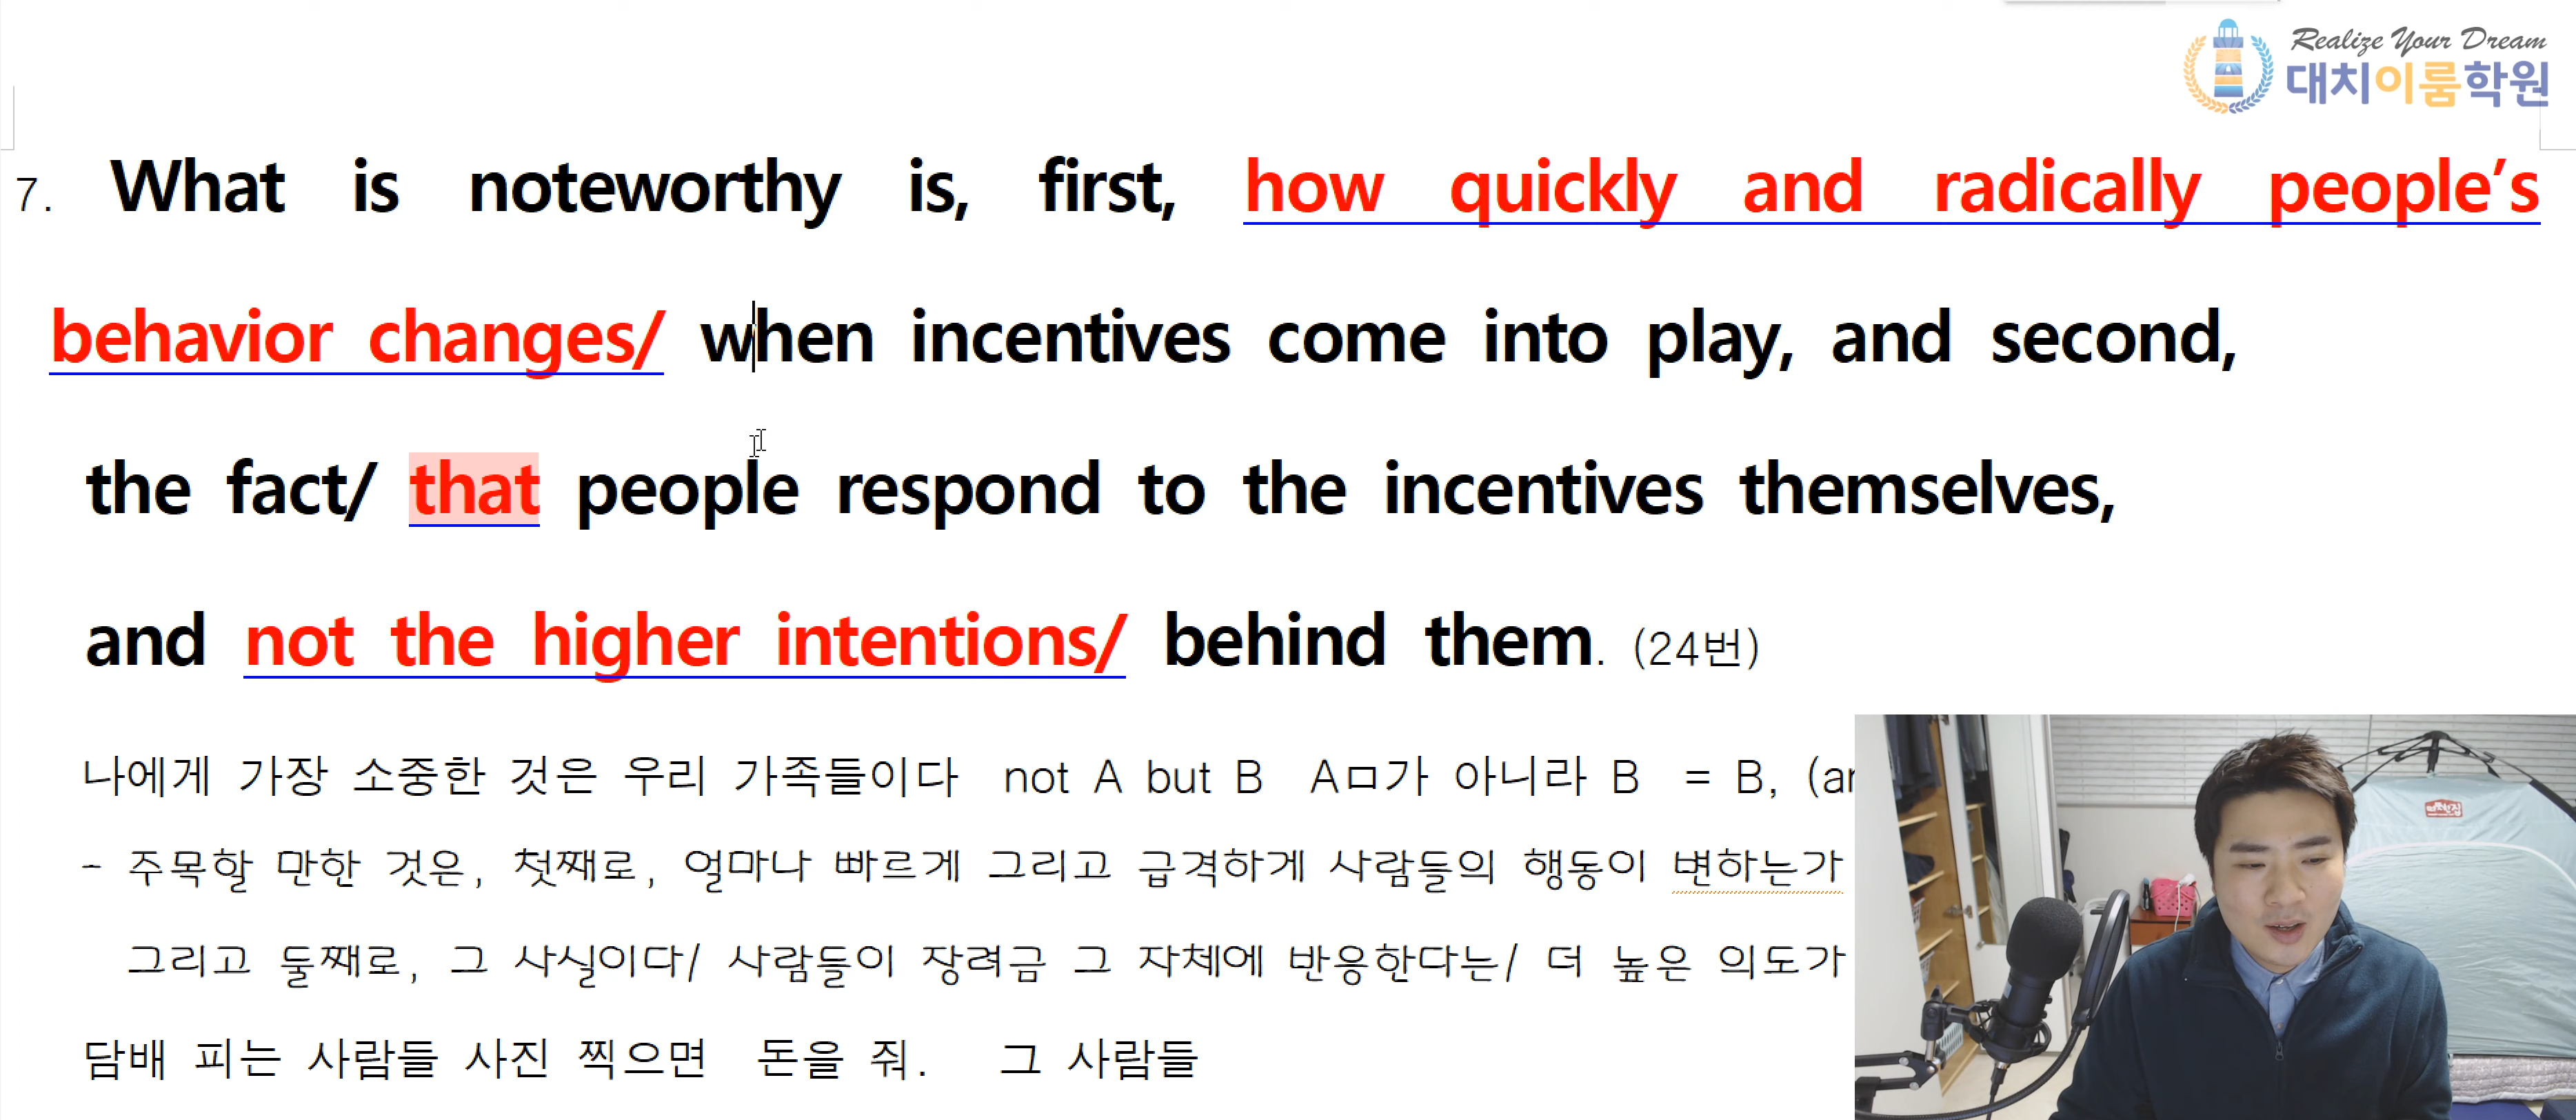 Realize Your Dream
대치이룸학원
7. What is noteworthy is, first, how quickly and radically people's
behavior changes/ when incentives come into play, and second,
the fact/ that people respond to the incentives themselves,
and not the higher intentions/ behind them. (24번)
나에게 가장 소중한 것은 우리 가족들이다 not A but B Aㅁ가 아니라 B = B, (an
- 주목할 만한 것은, 첫째로, 얼마나 빠르게 그리고 급격하게 사람들의 행동이 변하는가
그리고 둘째로, 그 사실이다/ 사람들이 장려금 그 자체에 반응한다는/ 더 높은 의도가
담배 피는 사람들 사진 찍으면 돈을 줘. 그 사람들